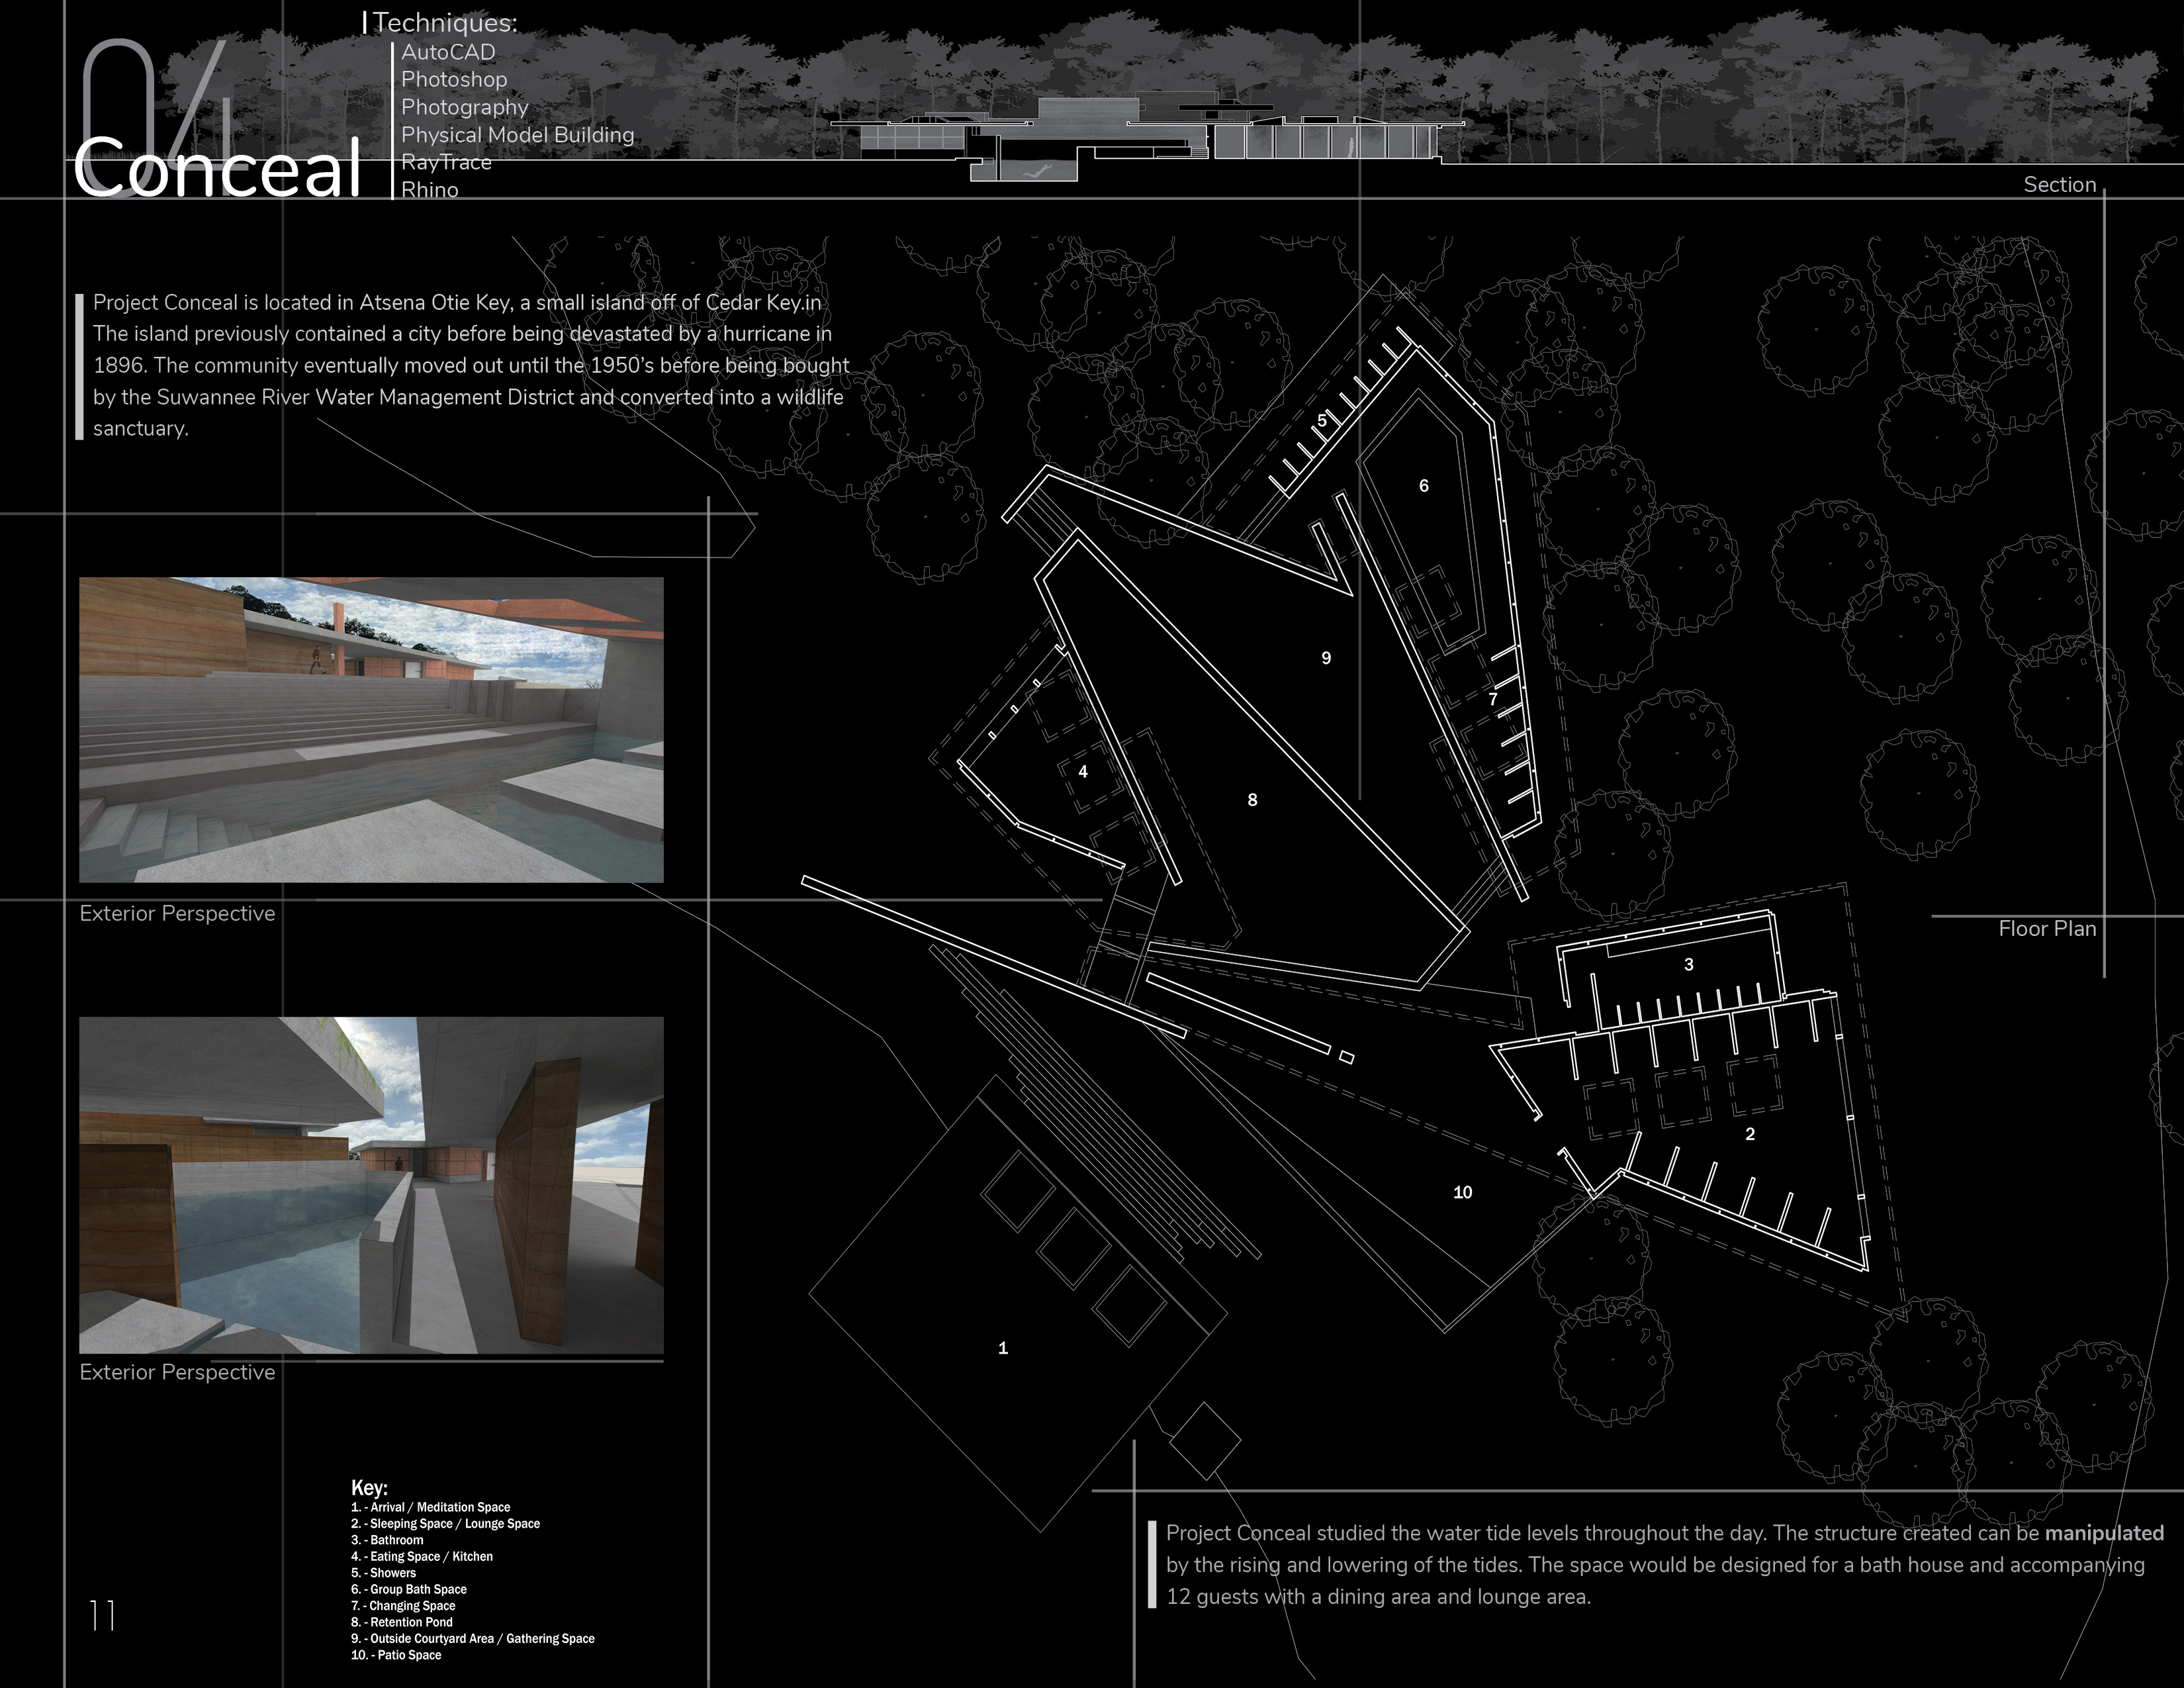 04
Conceal
Techniques:
AutoCAD
Photoshop
Photography
Physical Model Building
RayTrace
Rhino
Section
Project Conceal is located in Atsena Otie Key, a small island off of Cedar Key.in
The island previously contained a city before being devastated by a hurricane in
1896. The community eventually moved out until the 1950's before being bought
by the Suwannee River Water Management District and converted into a wildlife
sanctuary.
5
6
9
7
4
8
Exterior Perspective
Floor Plan
3
2
10
1
Exterior Perspective
Key:
1. - Arrival / Meditation Space
2. - Sleeping Space / Lounge Space
3. - Bathroom
4. - Eating Space / Kitchen
5. - Showers
6. - Group Bath Space
7. - Changing Space
8. - Retention Pond
9. - Outside Courtyard Area / Gathering Space
10. - Patio Space
Project Conceal studied the water tide levels throughout the day. The structure created can be manipulated
by the rising and lowering of the tides. The space would be designed for a bath house and accompanying
12 guests with a dining area and lounge area.
11